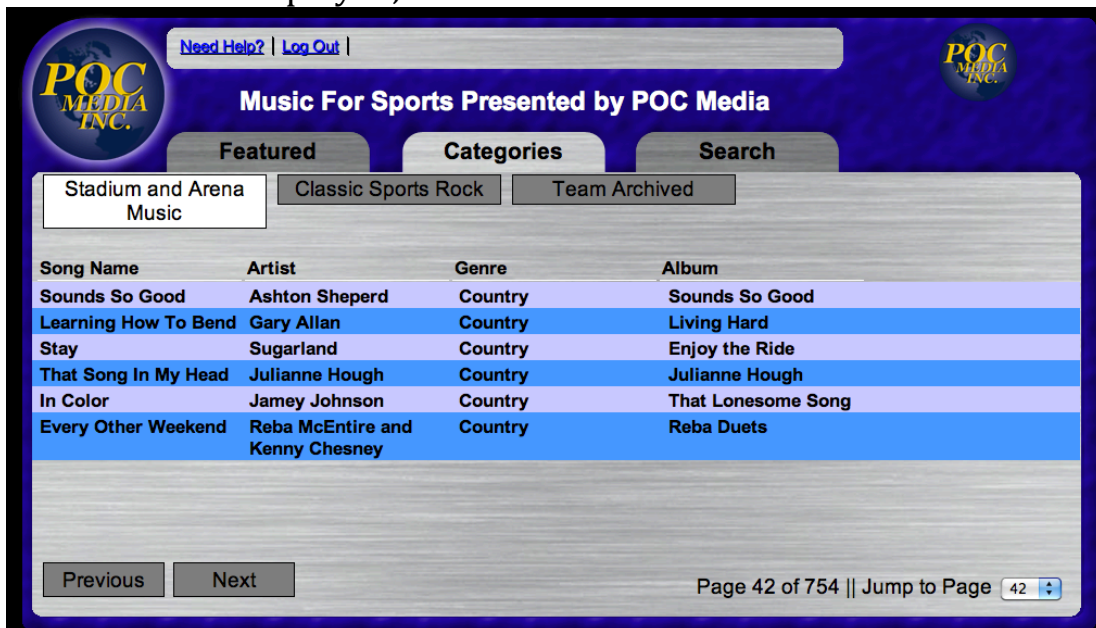 Need Help? | Log Out |
POC
MEDIA
INC.
POC
MEDIA
INC.
Music For Sports Presented by POC Media
Featured Categories Search
Stadium and Arena
Music
Classic Sports Rock Team Archived
Song Name Artist Genre Album
Sounds So Good Ashton Sheperd Country Sounds So Good
Learning How To Bend Gary Allan Country Living Hard
Stay Sugarland Country Enjoy the Ride
That Song In My Head Julianne Hough Country Julianne Hough
In Color Jamey Johnson Country That Lonesome Song
Every Other Weekend Reba McEntire and Country Reba Duets
Kenny Chesney
Previous Next Page 42 of 754 || Jump to Page 42